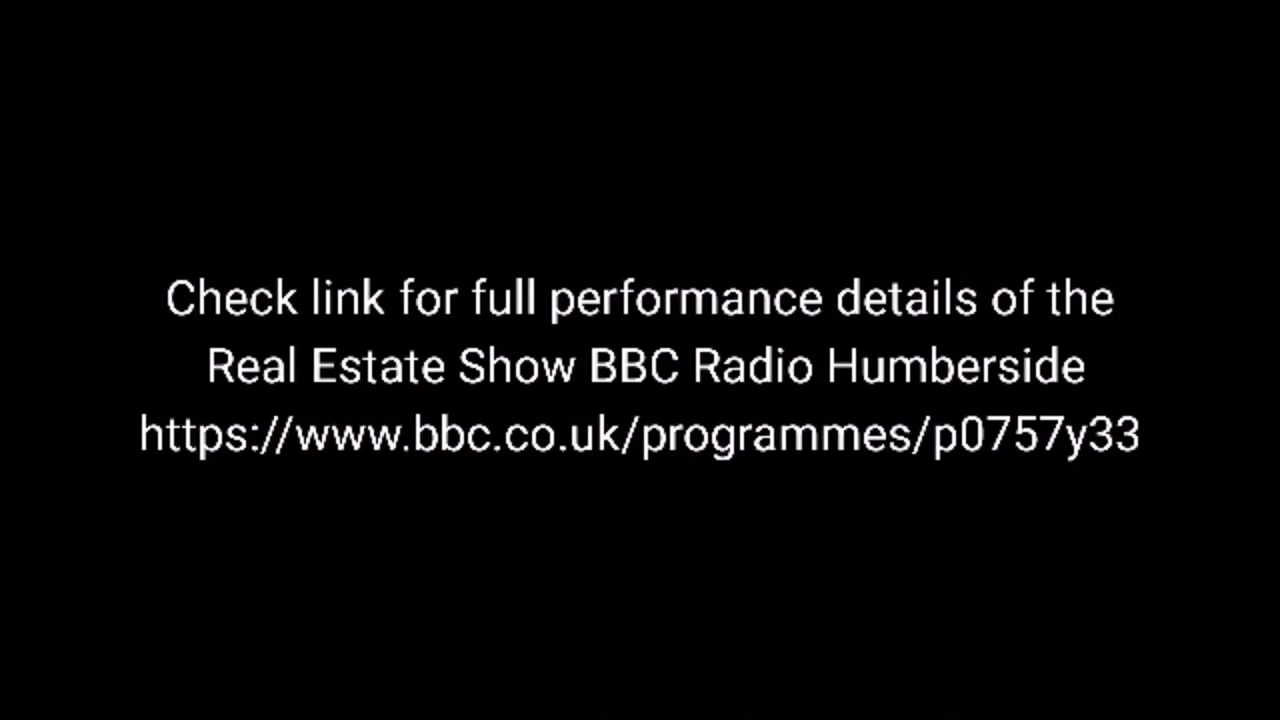 Check link for full performance details of the
Real Estate Show BBC Radio Humberside
https://www.bbc.co.uk/programmes/p0757y33